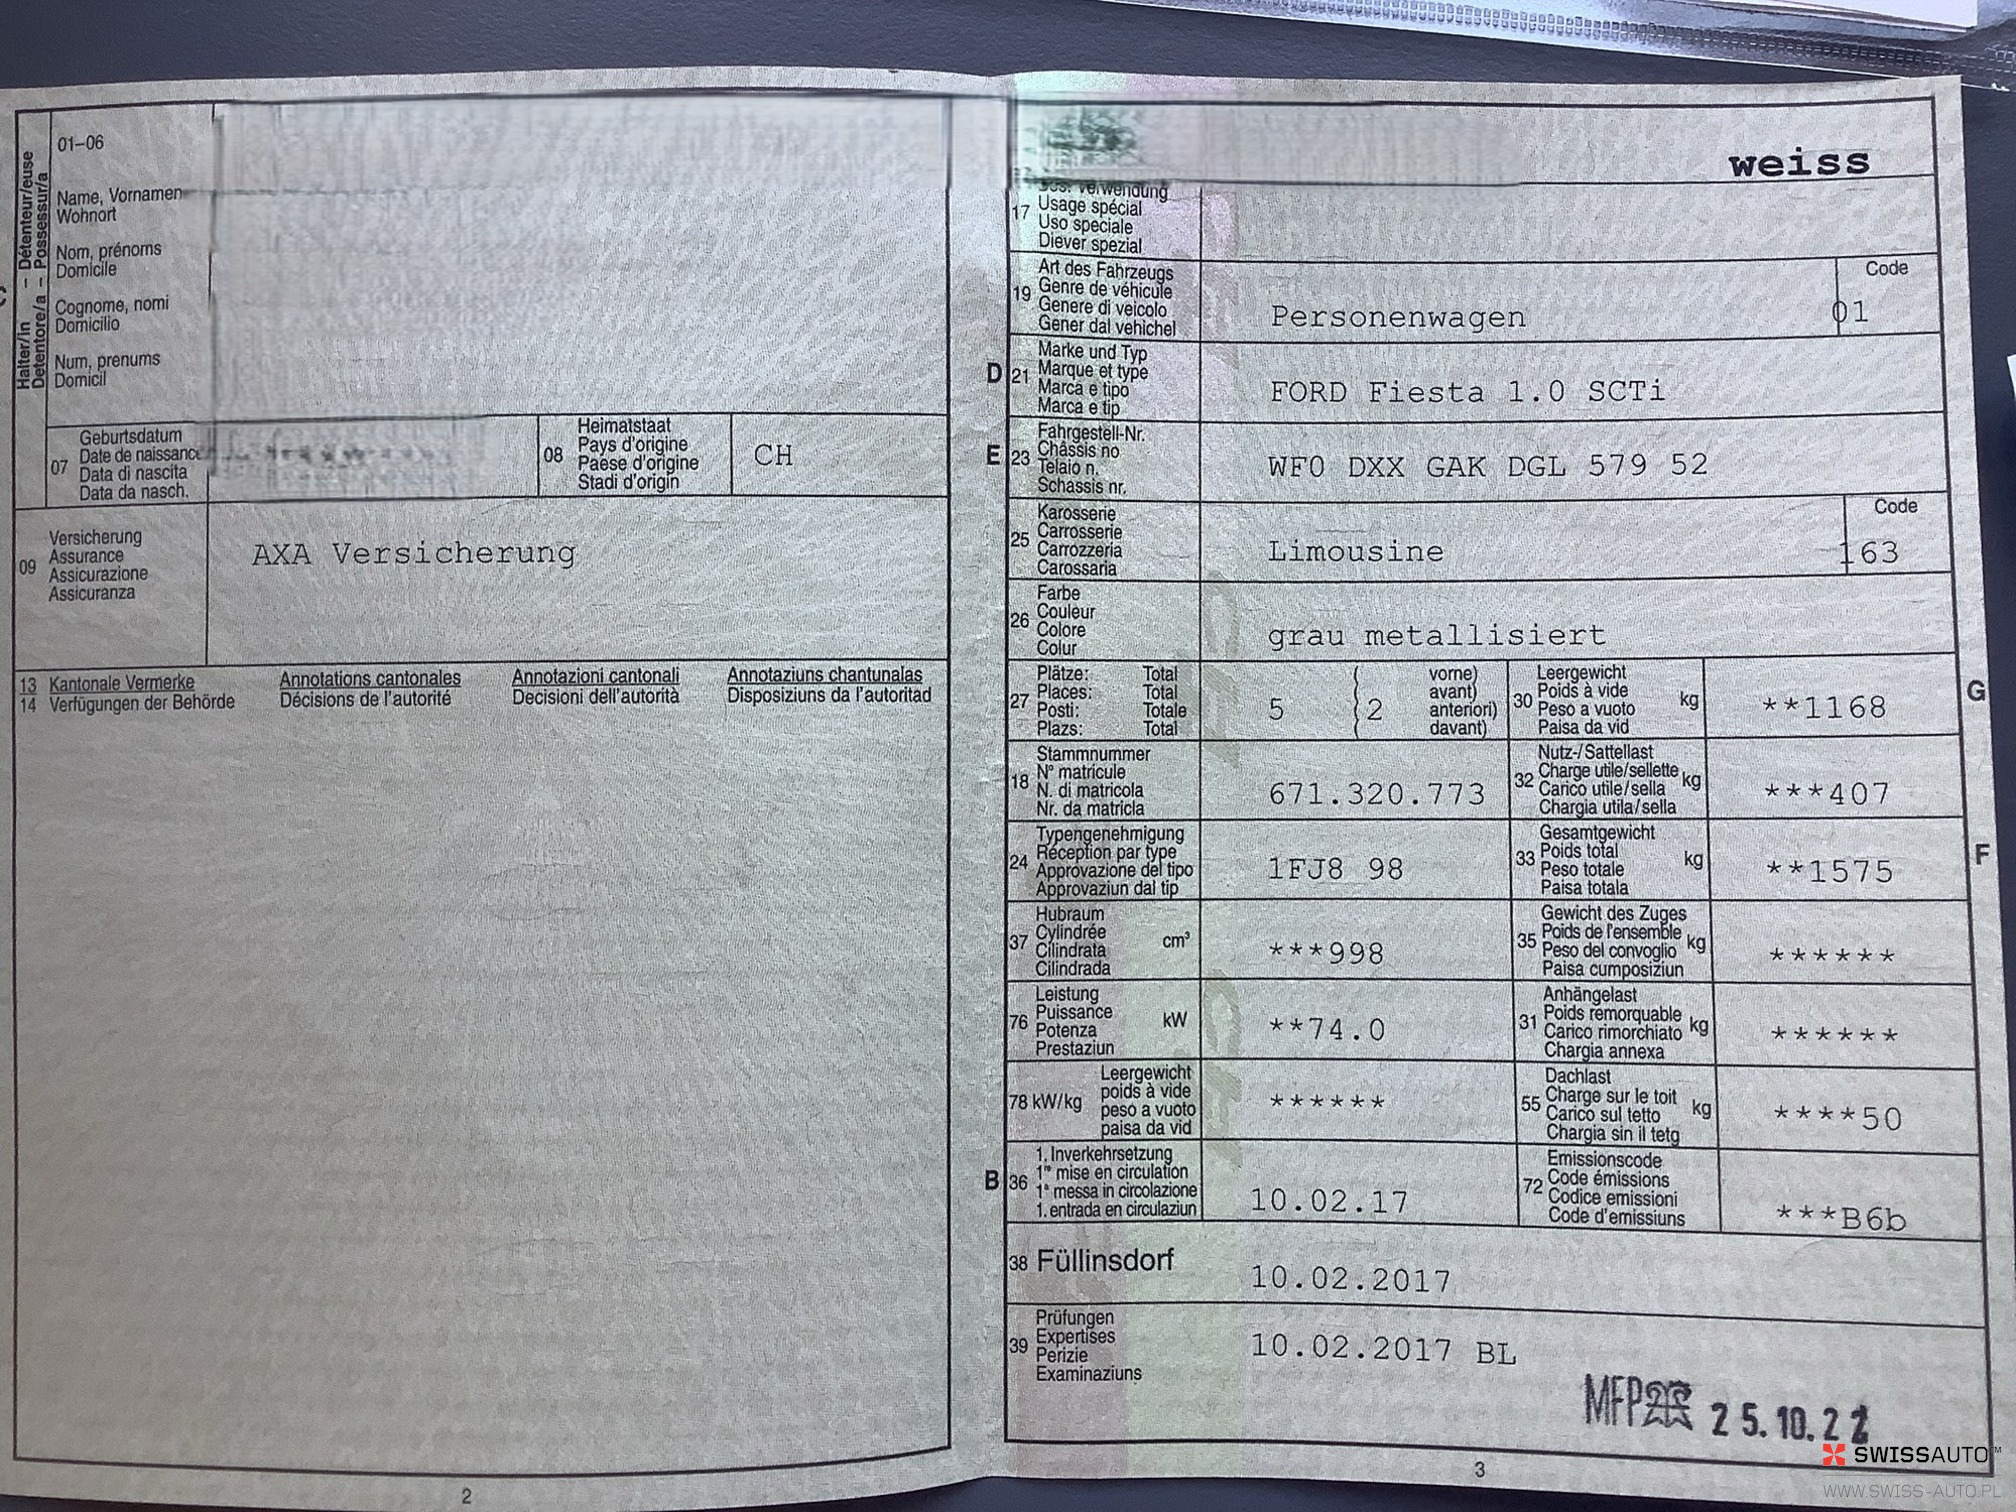 01–06
Halter/in – Détenteur/euse
Detentore/a – Possessur/a
Name, Vornamen
Wohnort
Nom, prénoms
Domicile
Cognome, nomi
Domicilio
Num, prenums
Domicil
07
Geburtsdatum
Date de naissance
Data di nascita
Data da nasch.
08
Heimatstaat
Pays d'origine
Paese d'origine
Stadi d'origin
CH
09
Versicherung
Assurance
Assicurazione
Assicuranza
AXA Versicherung
13 Kantonale Vermerke Annotations cantonales Annotazioni cantonali Annotaziuns chantunalas
14 Verfügungen der Behörde Décisions de l'autorité Decisioni dell'autorità Disposiziuns da l'autoritad
2
weiss
17
verwendung
Usage spécial
Uso speciale
Diever spezial
19
Art des Fahrzeugs
Genre de véhicule
Genere di veicolo
Gener dal vehichel
Personenwagen
Code
01
D 21
Marke und Typ
Marque et type
Marca e tipo
Marca e tip
FORD Fiesta 1.0 SCTi
E 23
Fahrgestell-Nr.
Châssis no
Telaio n.
Schassis nr.
WF0 DXX GAK DGL 579 52
25
Karosserie
Carrosserie
Carrozzeria
Carossaria
Limousine
Code
163
26
Farbe
Couleur
Colore
Colur
grau metallisiert
27
Plätze: Total
Places: Total
Posti: Totale
Plazs: Total
5 { 2
vorne)
avant)
anteriori)
davant)
30
Leergewicht
Poids à vide
Peso a vuoto
Paisa da vid
kg
**1168
G
18
Stammnummer
N° matricule
N. di matricola
Nr. da matricla
671.320.773
32
Nutz-/Sattellast
Charge utile/sellette
Carico utile/sella
Chargia utila/sella
kg
***407
24
Typengenehmigung
Réception par type
Approvazione del tipo
Approvaziun dal tip
1FJ8 98
33
Gesamtgewicht
Poids total
Peso totale
Paisa totala
kg
**1575
F
37
Hubraum
Cylindrée
Cilindrata
Cilindrada
cm³
***998
35
Gewicht des Zuges
Poids de l'ensemble
Peso del convoglio
Paisa cumposiziun
kg
******
76
Leistung
Puissance
Potenza
Prestaziun
kW
**74.0
31
Anhängelast
Poids remorquable
Carico rimorchiato
Chargia annexa
kg
******
78 kW/kg
Leergewicht
poids à vide
peso a vuoto
paisa da vid
******
55
Dachlast
Charge sur le toit
Carico sul tetto
Chargia sin il tetg
kg
****50
B 36
1. Inverkehrsetzung
1re mise en circulation
1a messa in circolazione
1. entrada en circulaziun
10.02.17
72
Emissionscode
Code émissions
Codice emissioni
Code d'emissiuns
***B6b
38 Füllinsdorf
10.02.2017
39
Prüfungen
Expertises
Perizie
Examinaziuns
10.02.2017 BL
MFP
3
SWISSAUTO™
WWW.SWISS-AUTO.PL